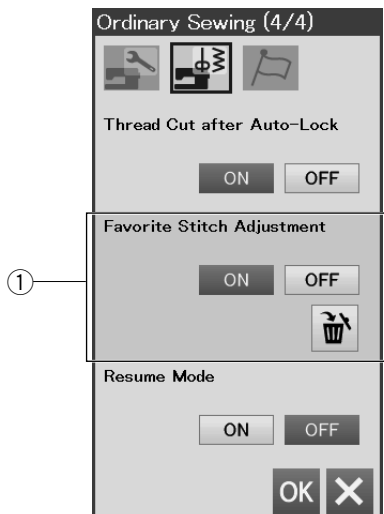 Ordinary Sewing (4/4)
Thread Cut after Auto-Lock
ON OFF
Favorite Stitch Adjustment
① ON OFF
Resume Mode
ON OFF
OK X